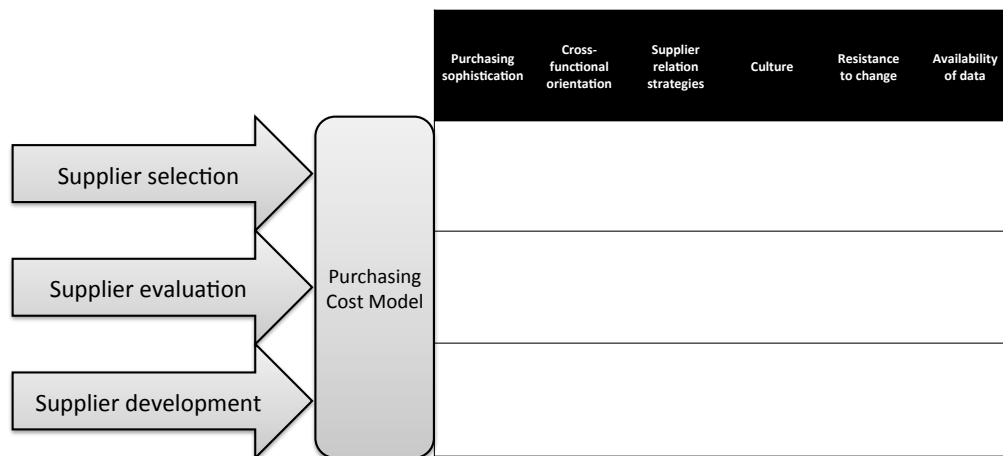 Purchasing
sophistication
Cross-
functional
orientation
Supplier
relation
strategies
Culture
Resistance
to change
Availability
of data
Supplier selection
Supplier evaluation
Supplier development
Purchasing
Cost Model